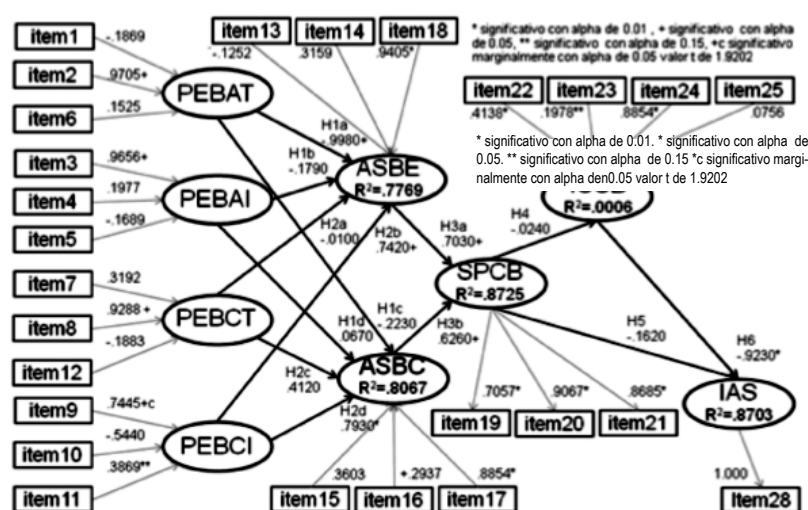 item1
-.1869
item2
.9705+
item6
.1525
PEBAT
item3
.9656+
item4
.1977
item5
-.1689
PEBAI
item7
.3192
item8
.9288 +
item12
-.1883
PEBCT
item9
.7445+c
item10
-.5440
item11
.3869**
PEBCI
item13
-.1252
item14
.3159
item18
.9405*
* significativo con alpha de 0.01 , + significativo con alpha
de 0.05, ** significativo con alpha de 0.15, +c significativo
marginalmente con alpha de 0.05 valor t de 1.9202
item22
.4138*
item23
.1978**
item24
.8854*
item25
.0756
* significativo con alpha de 0.01. * significativo con alpha de
0.05. ** significativo con alpha de 0.15 *c significativo margi-
nalmente con alpha den0.05 valor t de 1.9202
H1a
-.9980+
H1b
-.1790
ASBE
R²=.7769
H2a
-.0100
H2b
.7420+
H3a
.7030+
H4
-.0240
R²=.0006
SPCB
R²=.8725
H1c
-.2230
H1d
.0670
H3b
.6260+
H5
-.1620
H6
-.9230*
H2c
.4120
ASBC
R²=.8067
H2d
.7930*
.7057*
.9067*
.8685*
item19
item20
item21
IAS
R²=.8703
.3603
+.2937
.8854*
item15
item16
item17
1.000
Item28